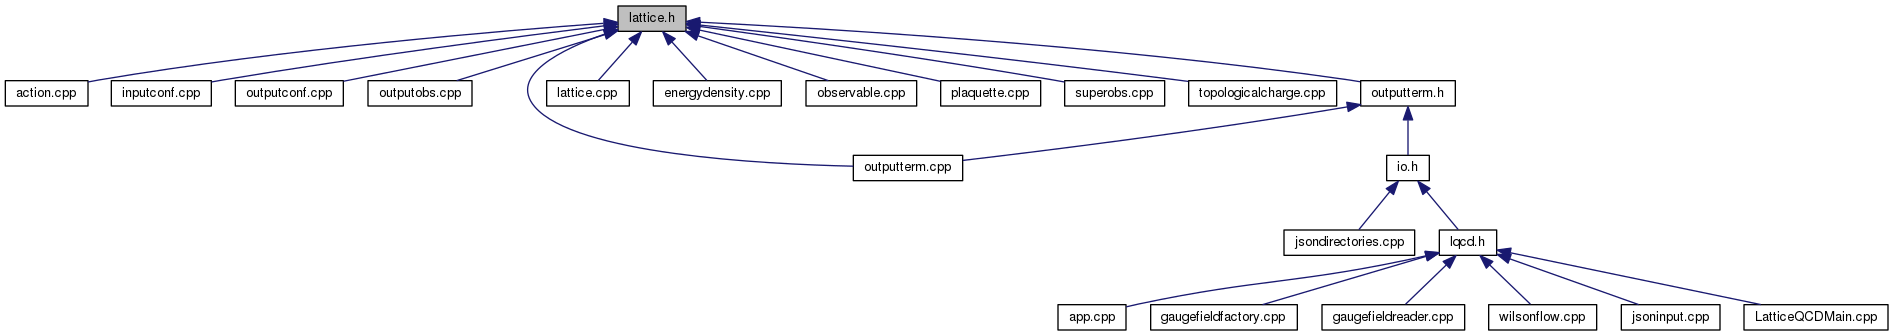 lattice.h
action.cpp
inputconf.cpp
outputconf.cpp
outputobs.cpp
lattice.cpp
energydensity.cpp
observable.cpp
plaquette.cpp
superobs.cpp
topologicalcharge.cpp
outputterm.h
outputterm.cpp
io.h
jsondirectories.cpp
lqcd.h
app.cpp
gaugefieldfactory.cpp
gaugefieldreader.cpp
wilsonflow.cpp
jsoninput.cpp
LatticeQCDMain.cpp